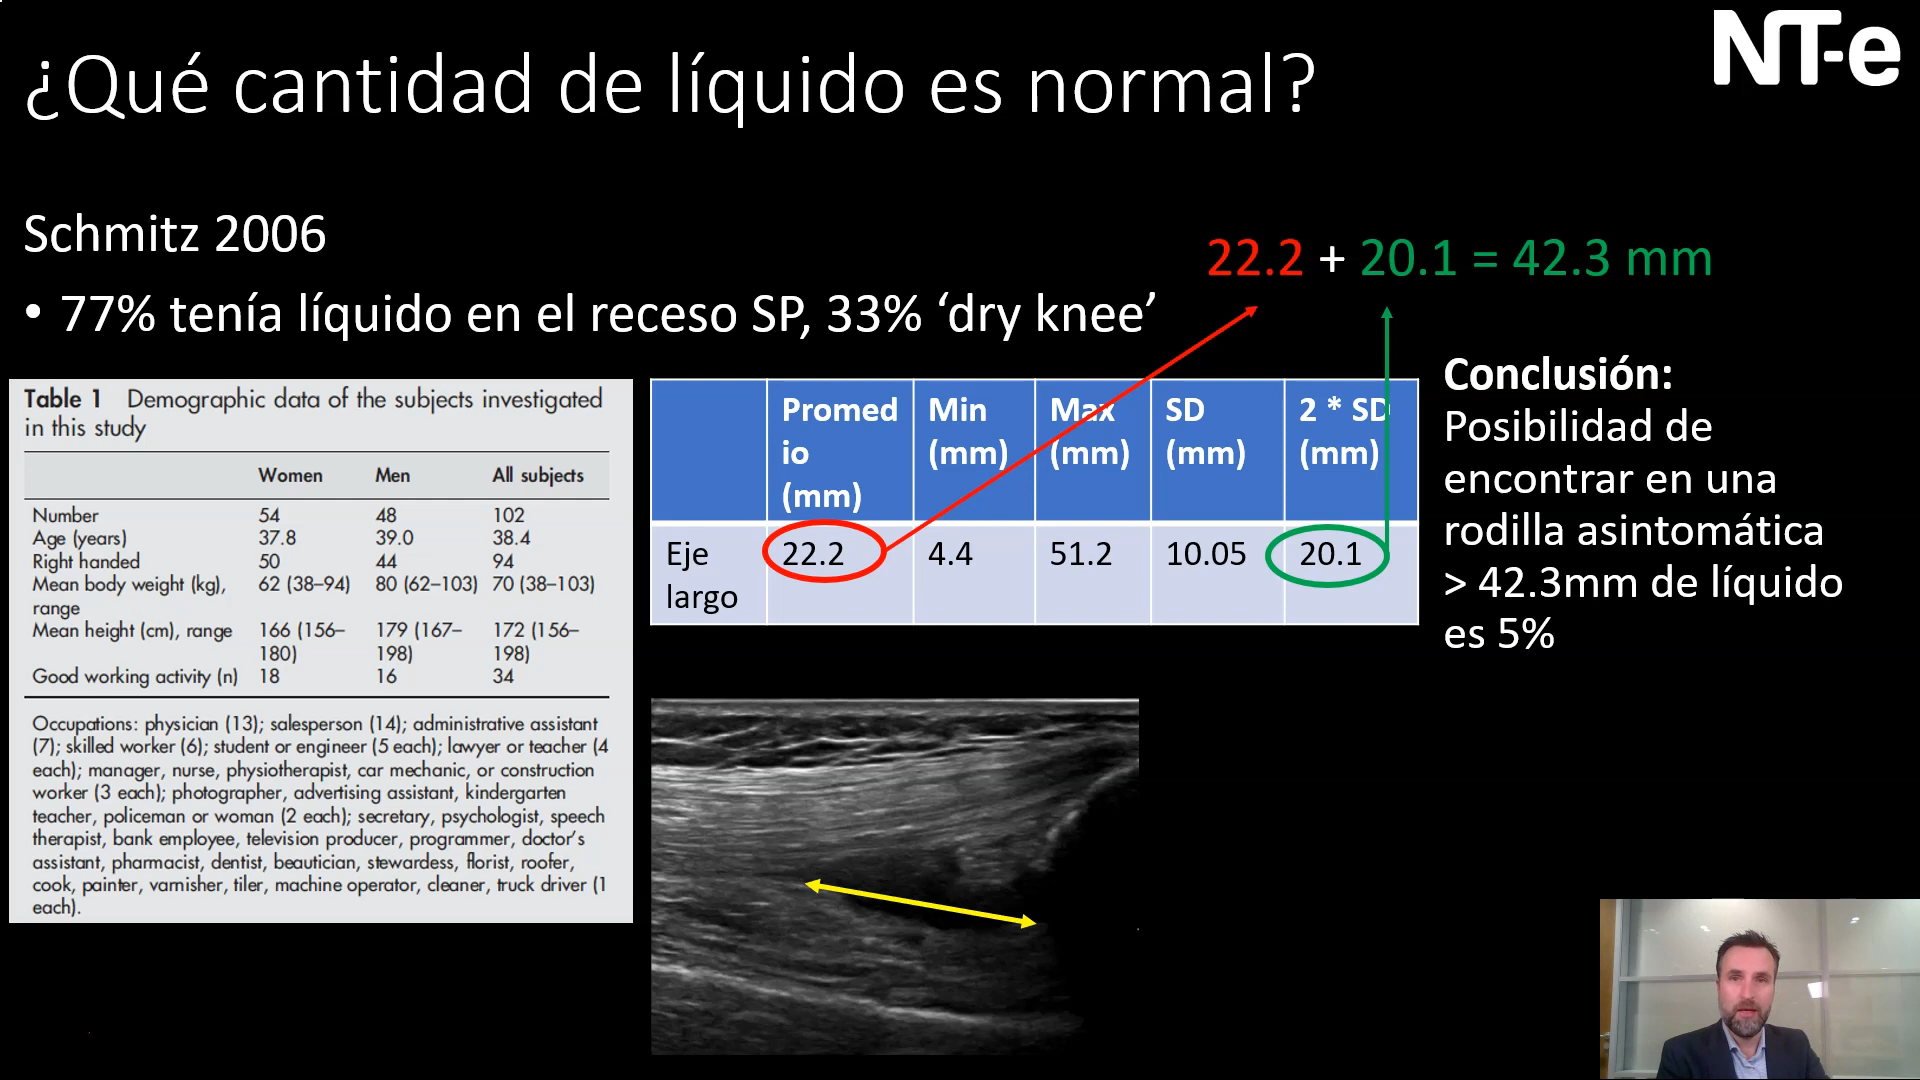 NT-e
¿Qué cantidad de líquido es normal?
Schmitz 2006
• 77% tenía líquido en el receso SP, 33% ‘dry knee’
22.2 + 20.1 = 42.3 mm
Table 1 Demographic data of the subjects investigated
in this study
Women Men All subjects
Number 54 48 102
Age (years) 37.8 39.0 38.4
Right handed 50 44 94
Mean body weight (kg), 62 (38–94) 80 (62–103) 70 (38–103)
range
Mean height (cm), range 166 (156– 179 (167– 172 (156–
180) 198) 198)
Good working activity (n) 18 16 34
Occupations: physician (13); salesperson (14); administrative assistant
(7); skilled worker (6); student or engineer (5 each); lawyer or teacher (4
each); manager, nurse, physiotherapist, car mechanic, or construction
worker (3 each); photographer, advertising assistant, kindergarten
teacher, policeman or woman (2 each); secretary, psychologist, speech
therapist, bank employee, television producer, programmer, doctor’s
assistant, pharmacist, dentist, beautician, stewardess, florist, roofer,
cook, painter, varnisher, tiler, machine operator, cleaner, truck driver (1
each).
Promed Min Max SD 2 * SD
io (mm) (mm) (mm) (mm)
(mm)
Eje 22.2 4.4 51.2 10.05 20.1
largo
Conclusión:
Posibilidad de
encontrar en una
rodilla asintomática
> 42.3mm de líquido
es 5%